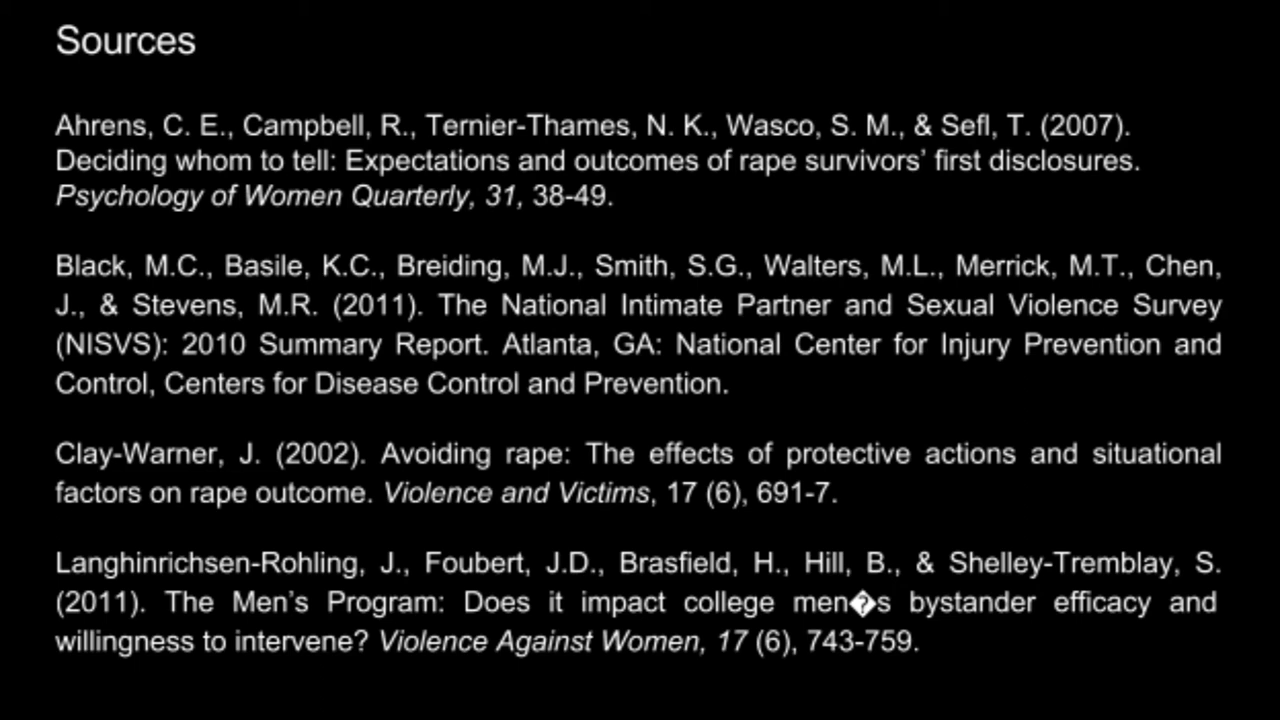 Sources
Ahrens, C. E., Campbell, R., Ternier-Thames, N. K., Wasco, S. M., & Sefl, T. (2007).
Deciding whom to tell: Expectations and outcomes of rape survivors’ first disclosures.
Psychology of Women Quarterly, 31, 38-49.
Black, M.C., Basile, K.C., Breiding, M.J., Smith, S.G., Walters, M.L., Merrick, M.T., Chen,
J., & Stevens, M.R. (2011). The National Intimate Partner and Sexual Violence Survey
(NISVS): 2010 Summary Report. Atlanta, GA: National Center for Injury Prevention and
Control, Centers for Disease Control and Prevention.
Clay-Warner, J. (2002). Avoiding rape: The effects of protective actions and situational
factors on rape outcome. Violence and Victims, 17 (6), 691-7.
Langhinrichsen-Rohling, J., Foubert, J.D., Brasfield, H., Hill, B., & Shelley-Tremblay, S.
(2011). The Men’s Program: Does it impact college men�s bystander efficacy and
willingness to intervene? Violence Against Women, 17 (6), 743-759.